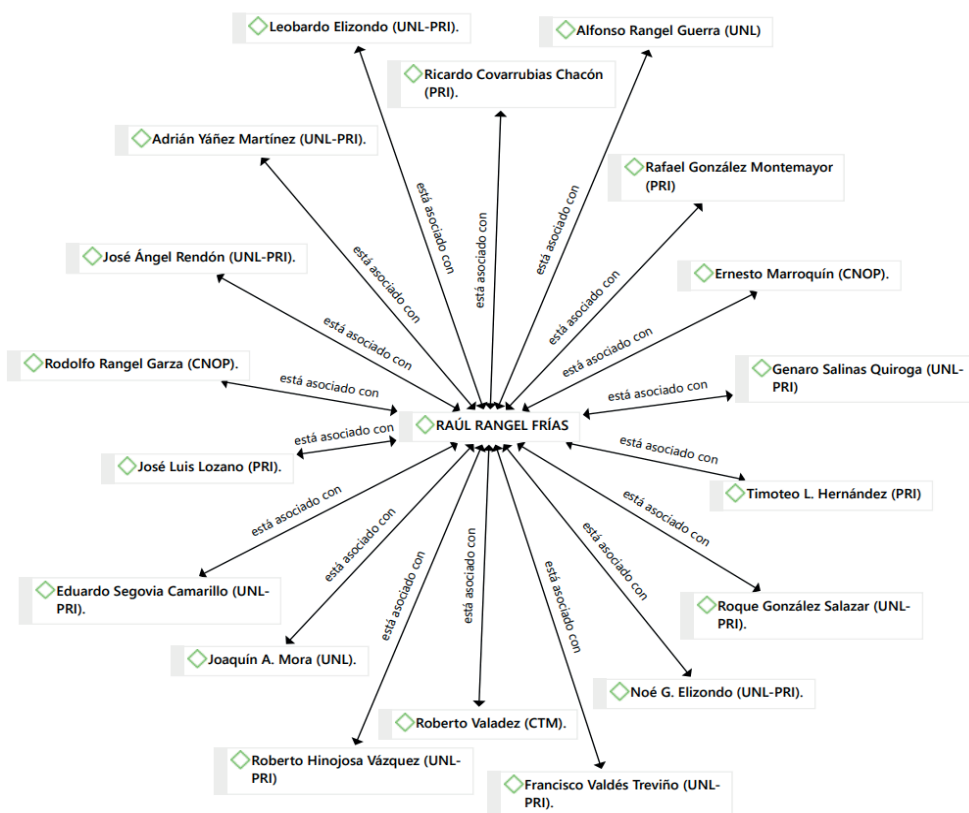 Leobardo Elizondo (UNL-PRI).
Alfonso Rangel Guerra (UNL)
Ricardo Covarrubias Chacón
(PRI).
Adrián Yáñez Martínez (UNL-PRI).
Rafael González Montemayor
(PRI)
está asociado con
está asociado con
está asociado con
está asociado con
José Ángel Rendón (UNL-PRI).
Ernesto Marroquín (CNOP).
está asociado con
está asociado con
está asociado con
Rodolfo Rangel Garza (CNOP).
está asociado con
Genaro Salinas Quiroga (UNL-
PRI)
está asociado con
está asociado con
RAÚL RANGEL FRÍAS
está asociado con
José Luis Lozano (PRI).
está asociado con
Timoteo L. Hernández (PRI)
está asociado con
está asociado con
está asociado con
está asociado con
está asociado con
está asociado con
está asociado con
Eduardo Segovia Camarillo (UNL-
PRI).
Roque González Salazar (UNL-
PRI).
Joaquín A. Mora (UNL).
Noé G. Elizondo (UNL-PRI).
Roberto Valadez (CTM).
Roberto Hinojosa Vázquez (UNL-
PRI)
Francisco Valdés Treviño (UNL-
PRI).